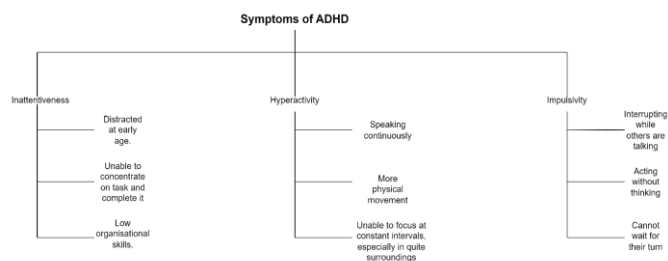 Symptoms of ADHD
Inattentiveness
Distracted
at early
age.
Unable to
concentrate
on task and
complete it
Low
organisational
skills.
Hyperactivity
Speaking
continuously
More
physical
movement
Unable to focus at
constant intervals,
especially in quite
surroundings
Impulsivity
Interrupting
while
others are
talking
Acting
without
thinking
Cannot
wait for
their turn